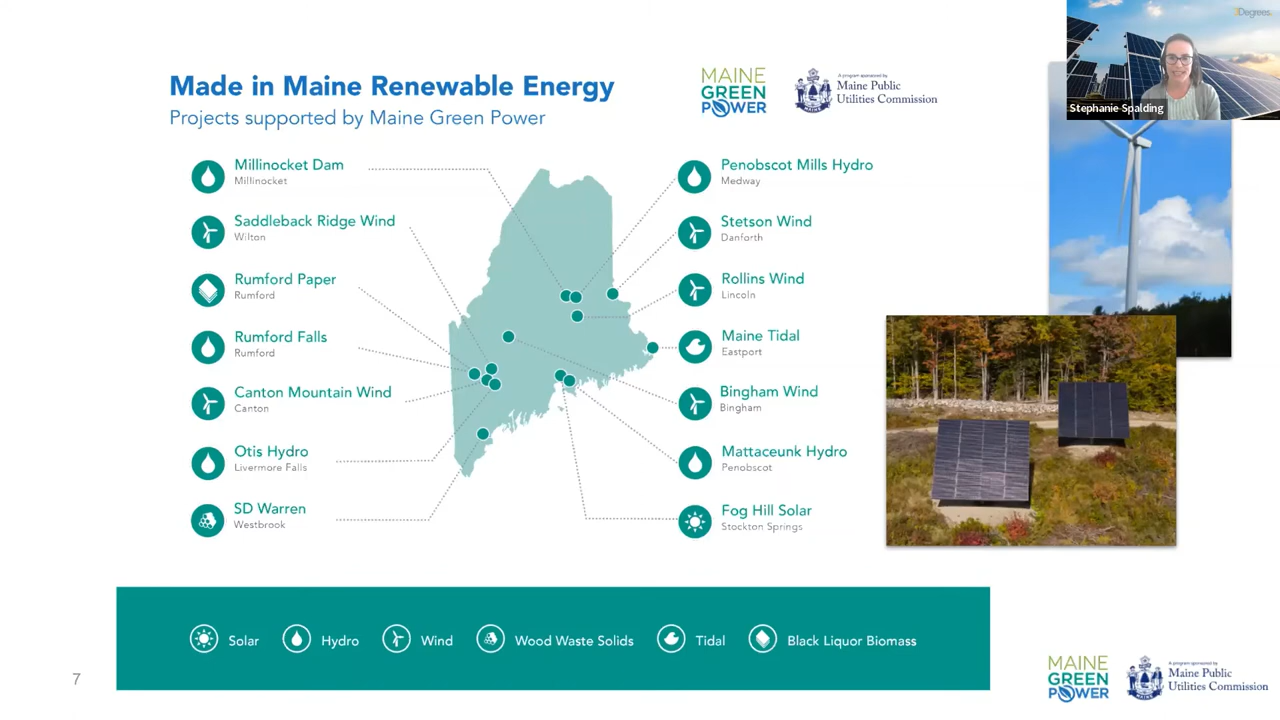 3Degrees.
Stephanie Spalding
Made in Maine Renewable Energy
Projects supported by Maine Green Power
MAINE
GREEN
POWER
A program sponsored by
Maine Public
Utilities Commission
Millinocket Dam
Millinocket
Saddleback Ridge Wind
Wilton
Rumford Paper
Rumford
Rumford Falls
Rumford
Canton Mountain Wind
Canton
Otis Hydro
Livermore Falls
SD Warren
Westbrook
Penobscot Mills Hydro
Medway
Stetson Wind
Danforth
Rollins Wind
Lincoln
Maine Tidal
Eastport
Bingham Wind
Bingham
Mattaceunk Hydro
Penobscot
Fog Hill Solar
Stockton Springs
Solar
Hydro
Wind
Wood Waste Solids
Tidal
Black Liquor Biomass
7
MAINE
GREEN
POWER
A program sponsored by
Maine Public
Utilities Commission